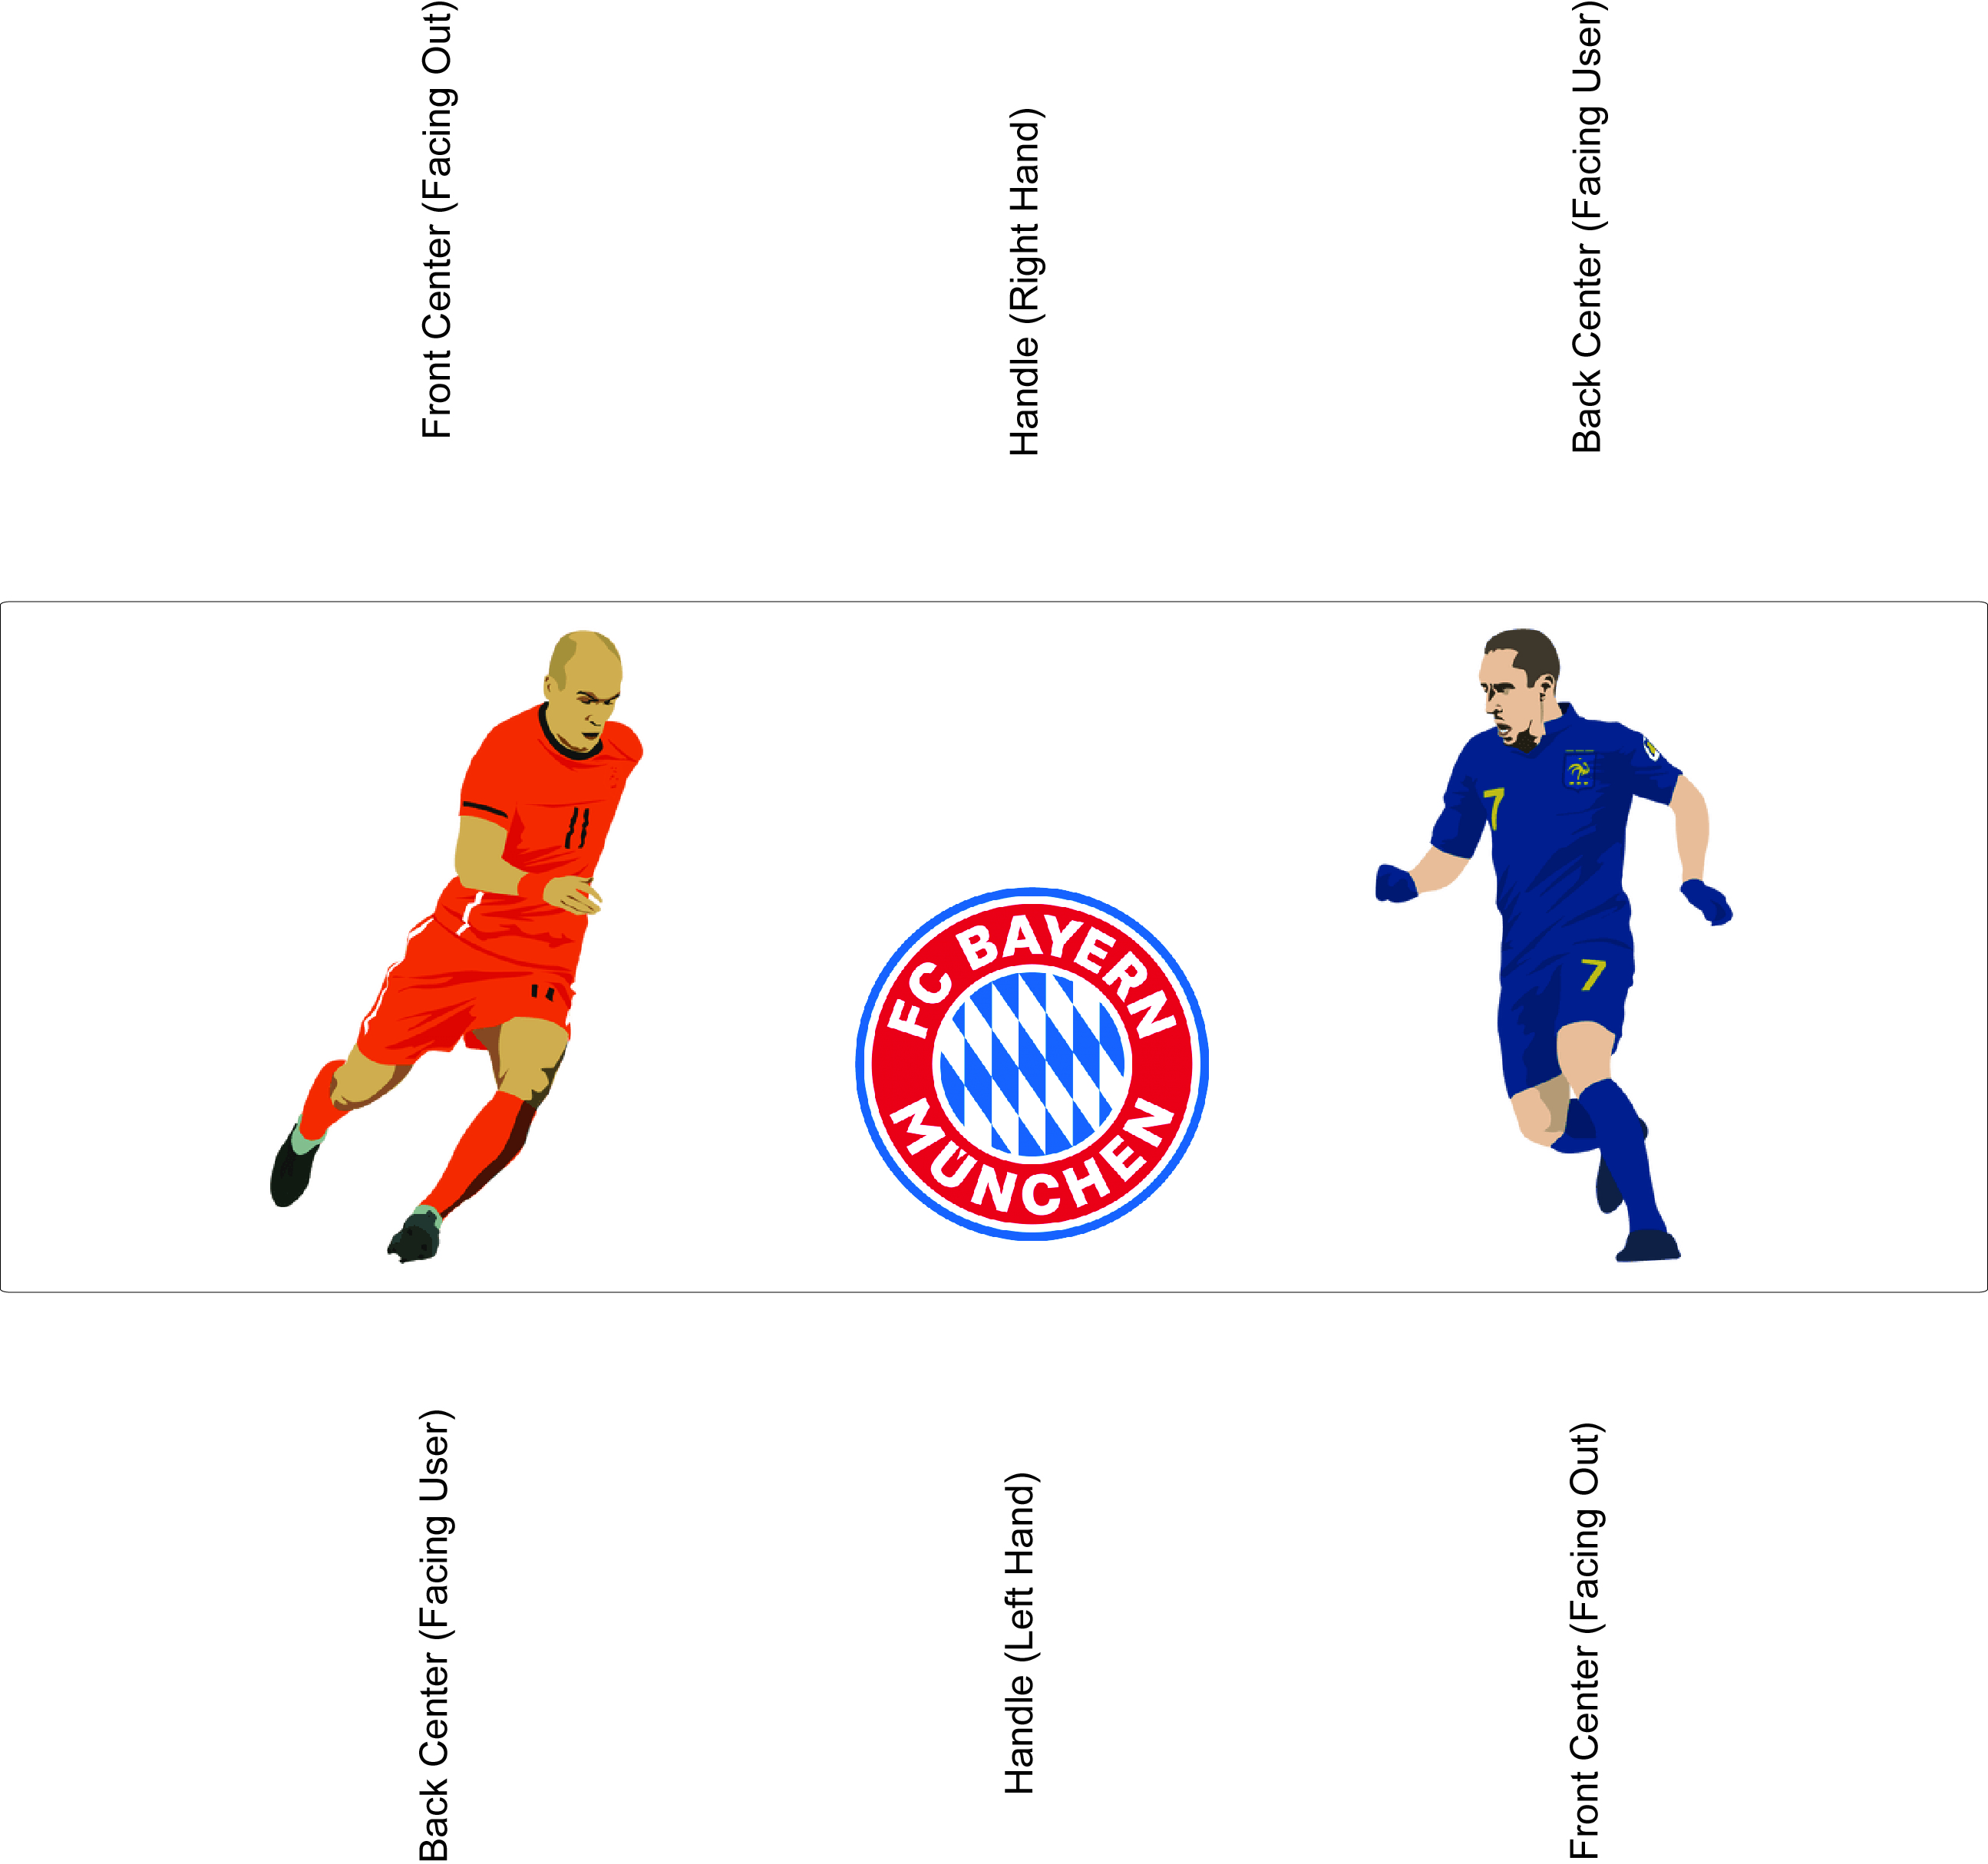 Front Center (Facing Out)
Handle (Right Hand)
Back Center (Facing User)
11
7
7
11
FC BAYERN
MÜNCHEN
Back Center (Facing User)
Handle (Left Hand)
Front Center (Facing Out)